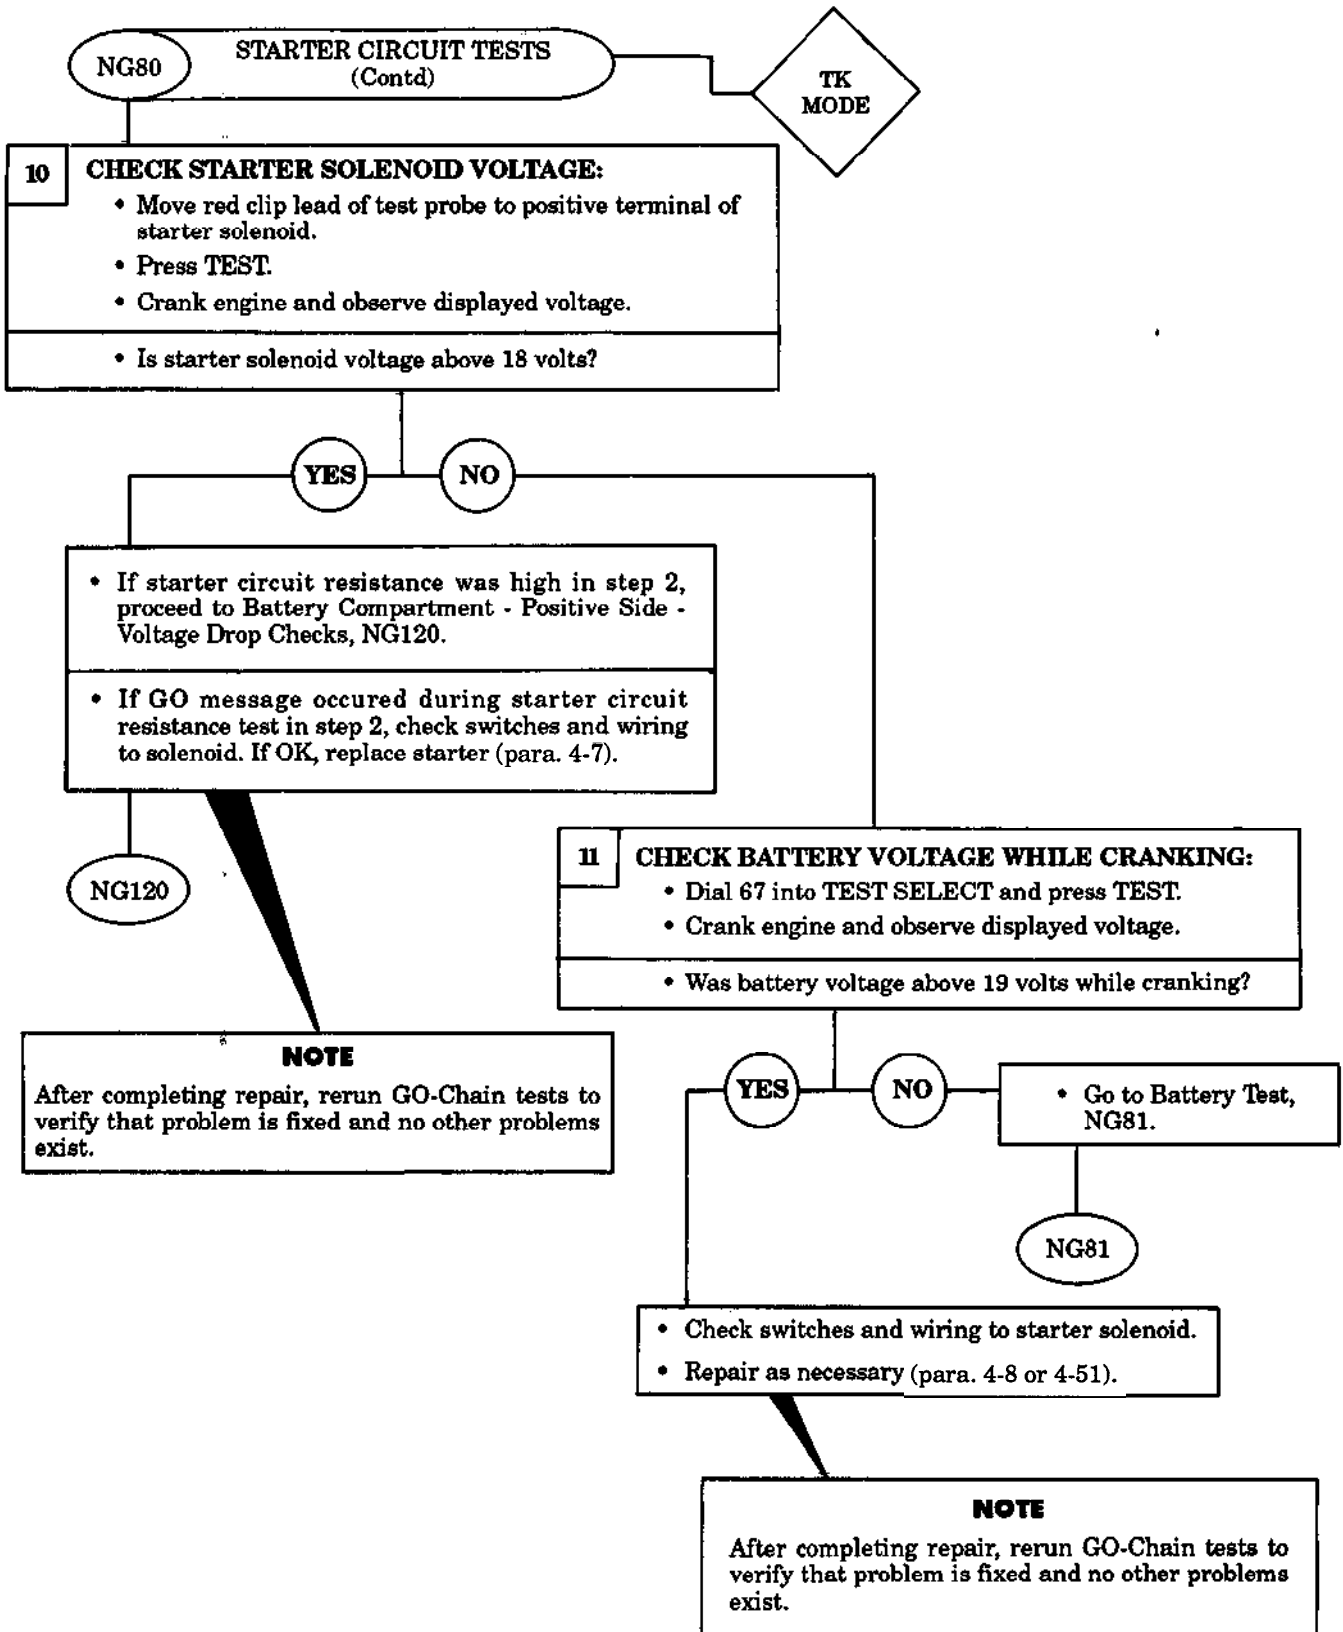 NG80
STARTER CIRCUIT TESTS
(Contd)
TK
MODE
10
CHECK STARTER SOLENOID VOLTAGE:
• Move red clip lead of test probe to positive terminal of
starter solenoid.
• Press TEST.
• Crank engine and observe displayed voltage.
• Is starter solenoid voltage above 18 volts?
YES
NO
• If starter circuit resistance was high in step 2,
proceed to Battery Compartment - Positive Side -
Voltage Drop Checks, NG120.
• If GO message occured during starter circuit
resistance test in step 2, check switches and wiring
to solenoid. If OK, replace starter (para. 4-7).
NG120
NOTE
After completing repair, rerun GO-Chain tests to
verify that problem is fixed and no other problems
exist.
11
CHECK BATTERY VOLTAGE WHILE CRANKING:
• Dial 67 into TEST SELECT and press TEST.
• Crank engine and observe displayed voltage.
• Was battery voltage above 19 volts while cranking?
YES
NO
• Go to Battery Test,
NG81.
NG81
• Check switches and wiring to starter solenoid.
• Repair as necessary (para. 4-8 or 4-51).
NOTE
After completing repair, rerun GO-Chain tests to
verify that problem is fixed and no other problems
exist.